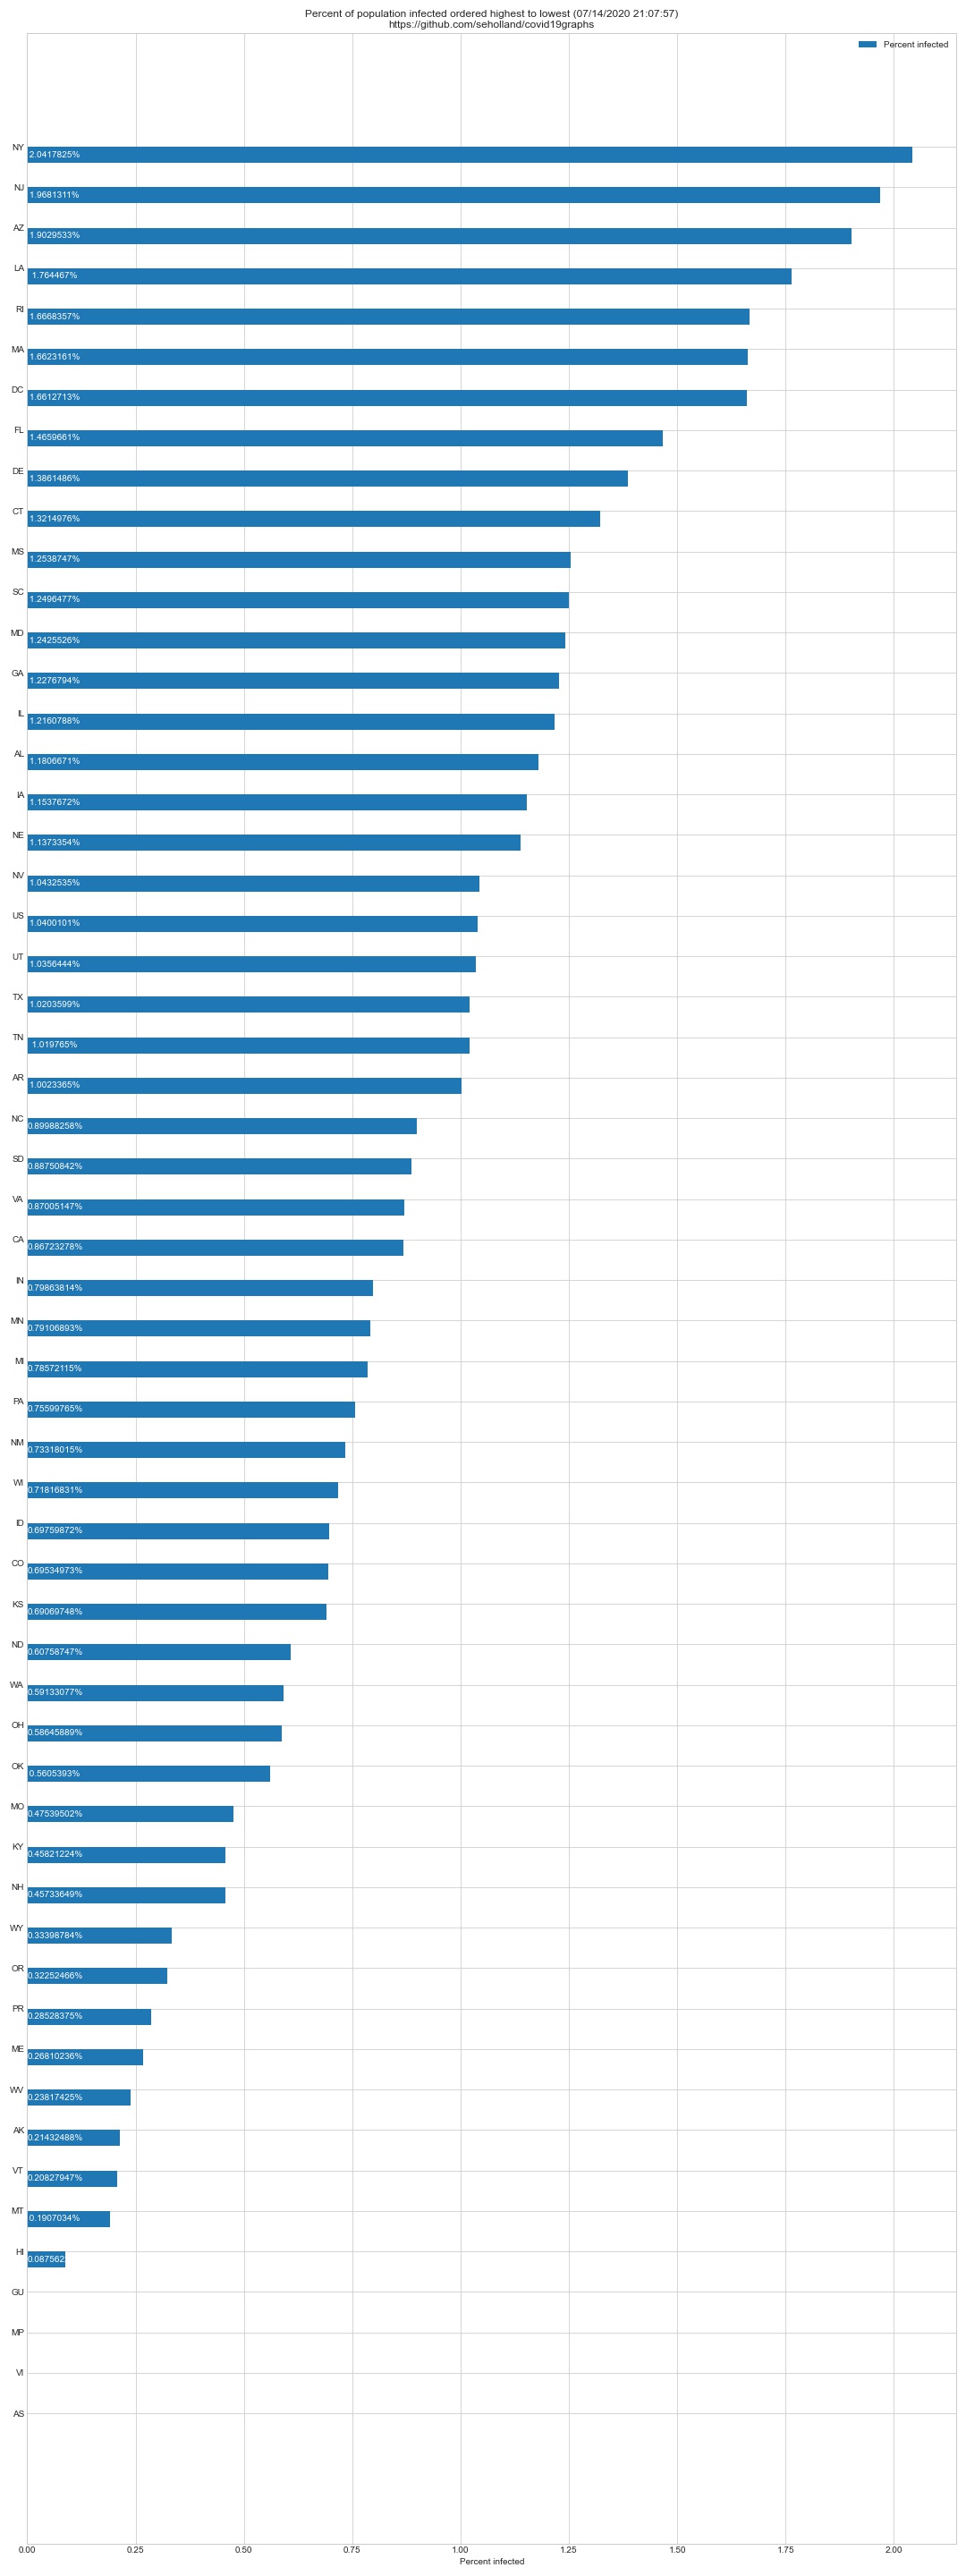 Percent of population infected ordered highest to lowest (07/14/2020 21:07:57)
https://github.com/seholland/covid19graphs
Percent infected
NY 2.0417825%
NJ 1.9681311%
AZ 1.9029533%
LA 1.764467%
RI 1.6668357%
MA 1.6623161%
DC 1.6612713%
FL 1.4659661%
DE 1.3861486%
CT 1.3214976%
MS 1.2538747%
SC 1.2496477%
MD 1.2425526%
GA 1.2276794%
IL 1.2160788%
AL 1.1806671%
IA 1.1537672%
NE 1.1373354%
NV 1.0432535%
US 1.0400101%
UT 1.0356444%
TX 1.0203599%
TN 1.019765%
AR 1.0023365%
NC 0.89988258%
SD 0.88750842%
VA 0.87005147%
CA 0.86723278%
IN 0.79863814%
MN 0.79106893%
MI 0.78572115%
PA 0.75599765%
NM 0.73318015%
WI 0.71816831%
ID 0.69759872%
CO 0.69534973%
KS 0.69069748%
ND 0.60758747%
WA 0.59133077%
OH 0.58645889%
OK 0.5605393%
MO 0.47539502%
KY 0.45821224%
NH 0.45733649%
WY 0.33398784%
OR 0.32252466%
PR 0.28528375%
ME 0.26810236%
WV 0.23817425%
AK 0.21432488%
VT 0.20827947%
MT 0.1907034%
HI 0.087562
GU
MP
VI
AS
0.00 0.25 0.50 0.75 1.00 1.25 1.50 1.75 2.00
Percent infected